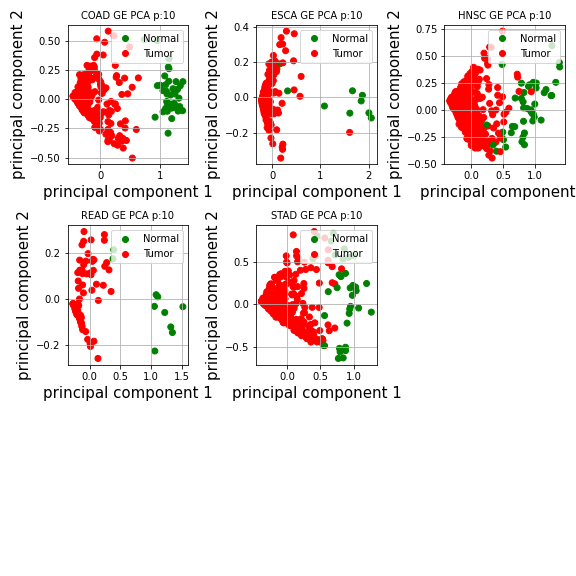 COAD GE PCA p:10
principal component 2
0.50
0.25
0.00
−0.25
−0.50
0
1
principal component 1
Normal
Tumor
ESCA GE PCA p:10
principal component 2
0.4
0.2
0.0
−0.2
0
1
2
principal component 1
Normal
Tumor
HNSC GE PCA p:10
principal component 2
0.75
0.50
0.25
0.00
−0.25
−0.50
0.0
0.5
1.0
principal component
Normal
Tumor
READ GE PCA p:10
principal component 2
0.2
0.0
−0.2
0.0
0.5
1.0
1.5
principal component 1
Normal
Tumor
STAD GE PCA p:10
principal component 2
0.5
0.0
−0.5
0.0
0.5
1.0
principal component 1
Normal
Tumor